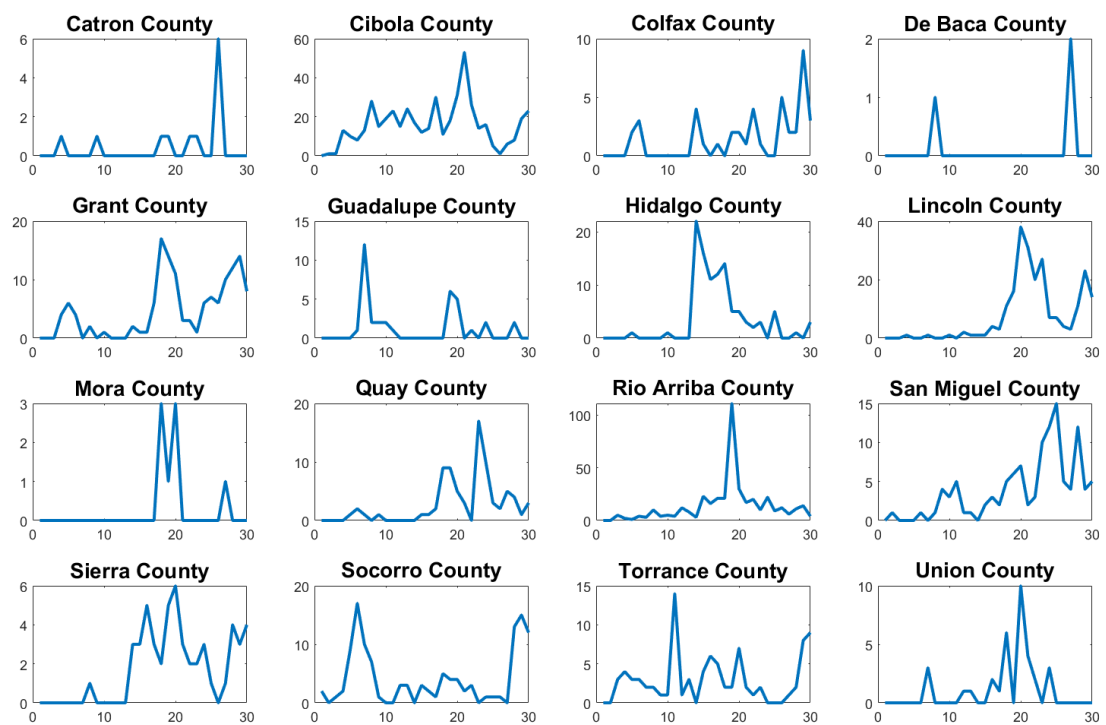 Catron County
6
4
2
0
0 10 20 30
Cibola County
60
40
20
0
0 10 20 30
Colfax County
10
5
0
0 10 20 30
De Baca County
2
1
0
0 10 20 30
Grant County
20
10
0
0 10 20 30
Guadalupe County
15
10
5
0
0 10 20 30
Hidalgo County
20
10
0
0 10 20 30
Lincoln County
40
20
0
0 10 20 30
Mora County
3
2
1
0
0 10 20 30
Quay County
20
10
0
0 10 20 30
Rio Arriba County
100
50
0
0 10 20 30
San Miguel County
15
10
5
0
0 10 20 30
Sierra County
6
4
2
0
0 10 20 30
Socorro County
20
10
0
0 10 20 30
Torrance County
15
10
5
0
0 10 20 30
Union County
10
5
0
0 10 20 30